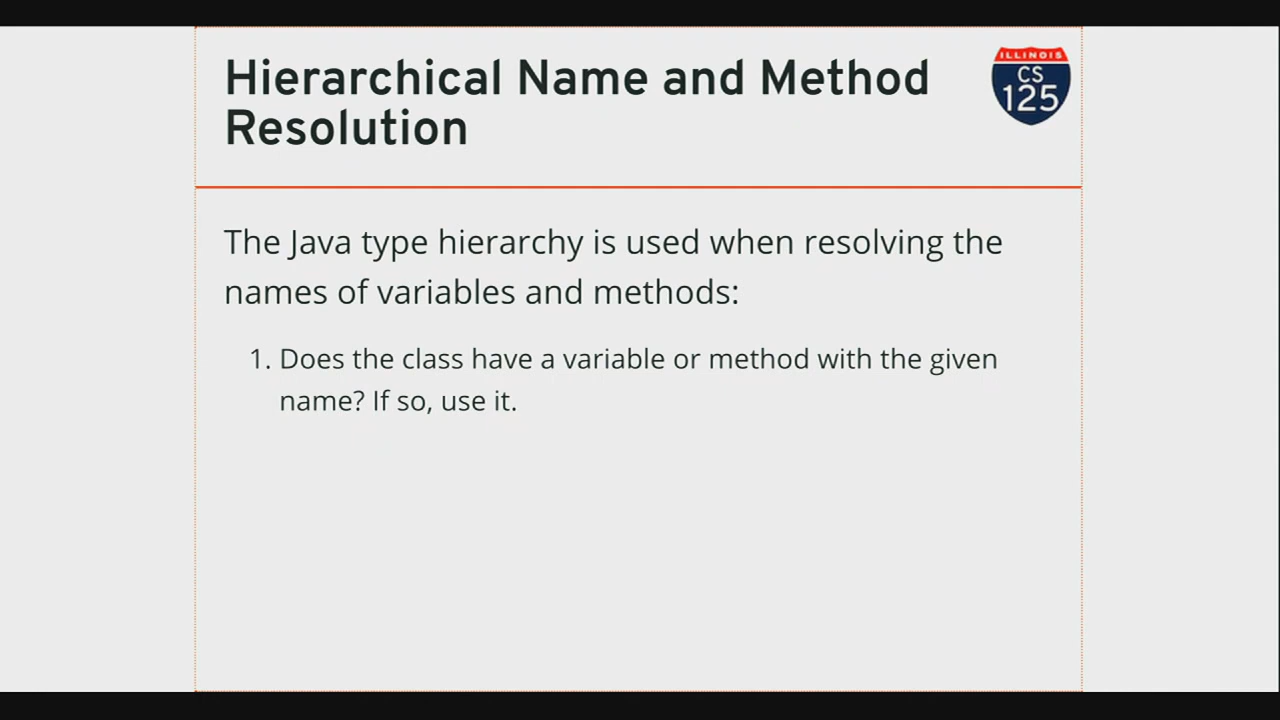 Hierarchical Name and Method
Resolution
ILLINOIS
CS
125
The Java type hierarchy is used when resolving the
names of variables and methods:
1. Does the class have a variable or method with the given
name? If so, use it.